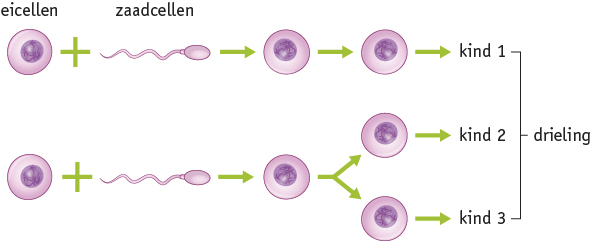 eicellen
zaadcellen
kind 1
kind 2
drieling
kind 3